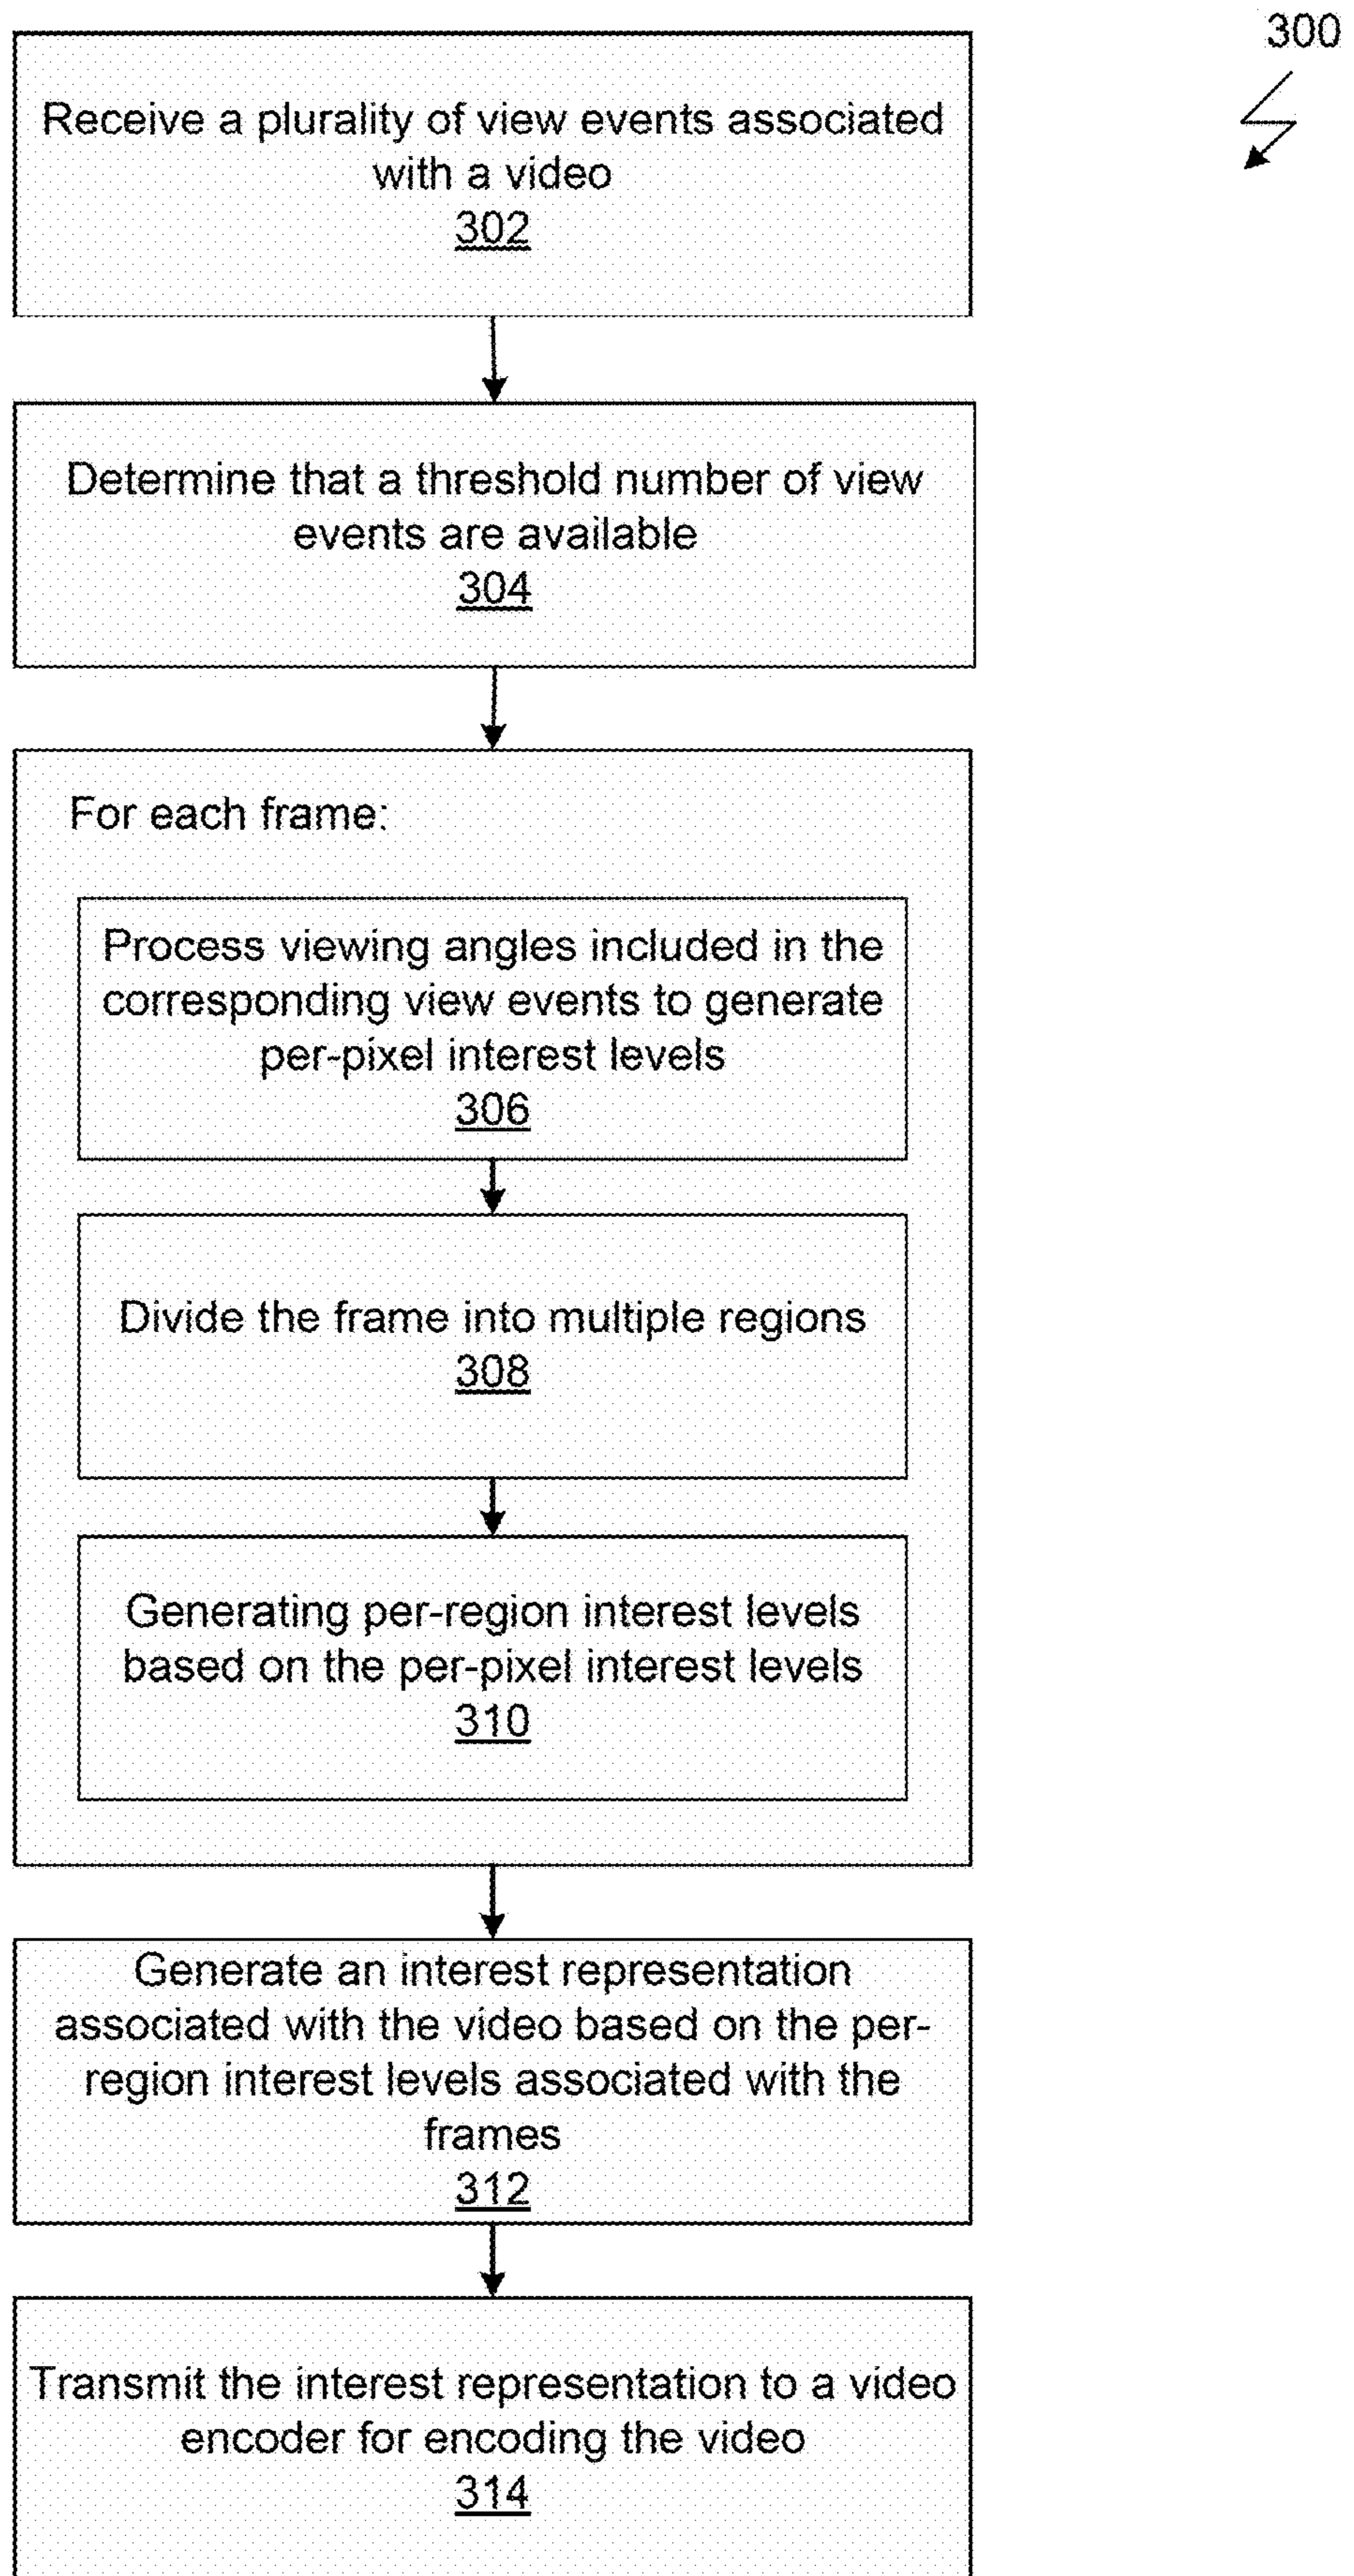 300
Receive a plurality of view events associated
with a video
302
Determine that a threshold number of view
events are available
304
For each frame:
Process viewing angles included in the
corresponding view events to generate
per-pixel interest levels
306
Divide the frame into multiple regions
308
Generating per-region interest levels
based on the per-pixel interest levels
310
Generate an interest representation
associated with the video based on the per-
region interest levels associated with the
frames
312
Transmit the interest representation to a video
encoder for encoding the video
314